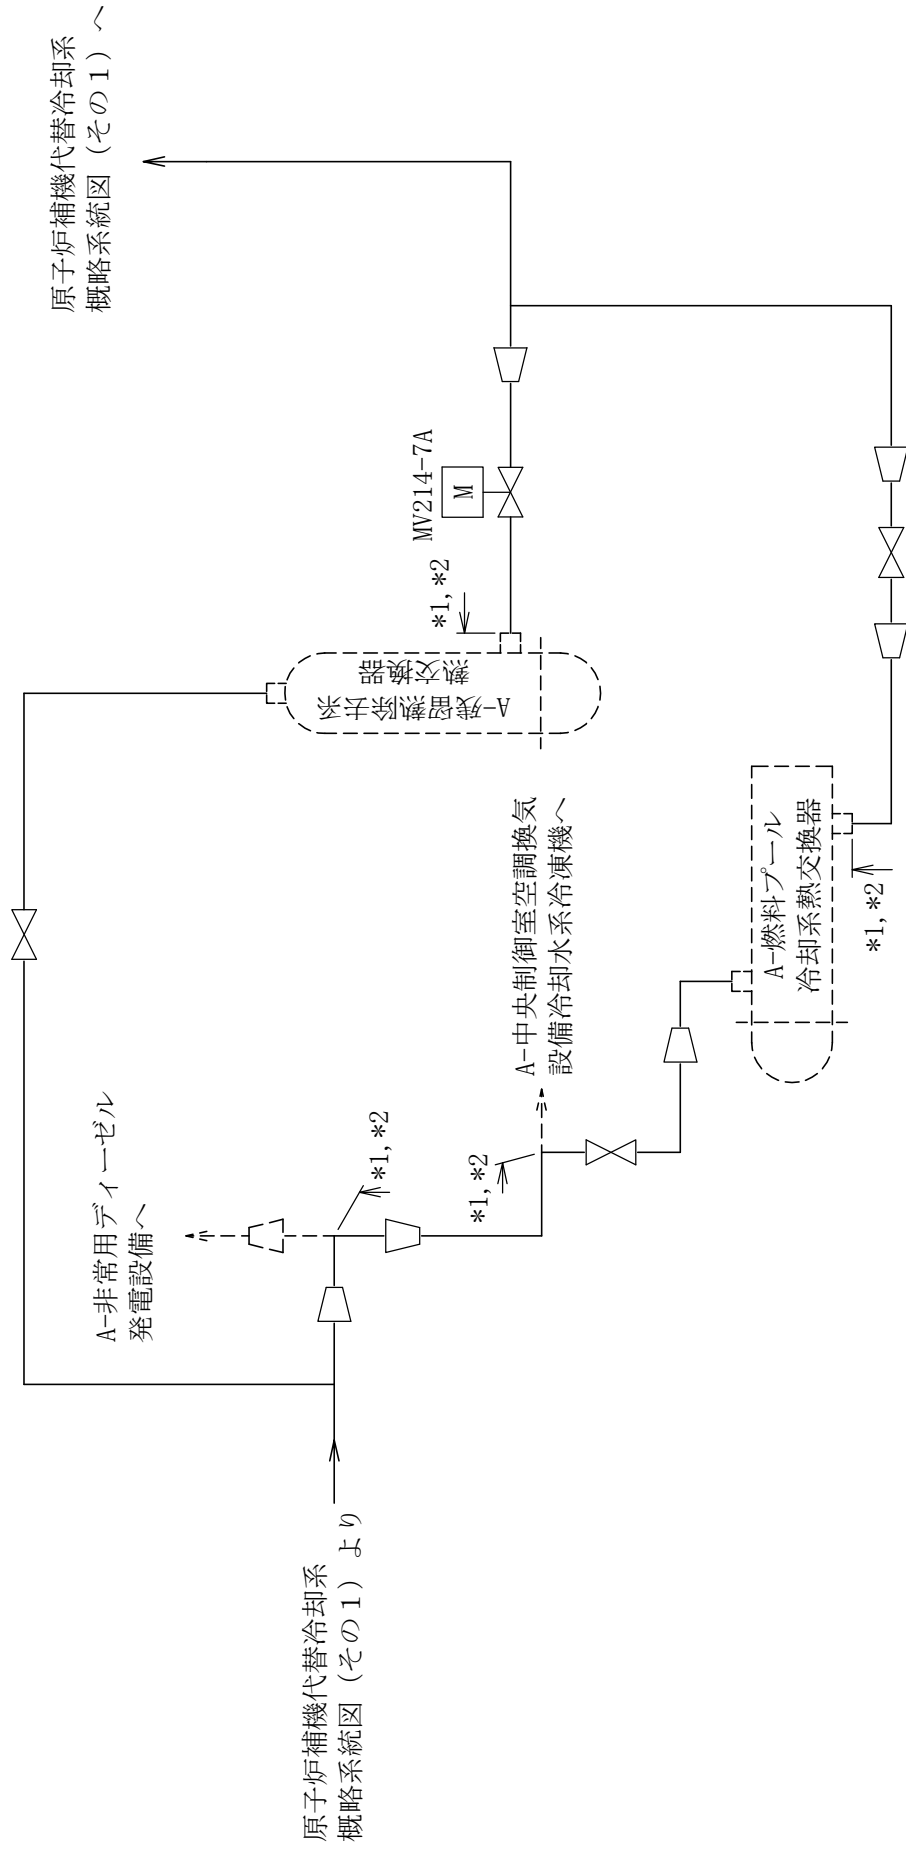 原子炉補機代替冷却系
概略系統図（その１）より
A-非常用ディーゼル
発電設備へ
*1,*2
*1,*2
A-中央制御室空調換気
設備冷却水系冷凍機へ
A-残留熱除去系
熱交換器
*1,*2
MV214-7A
M
A-燃料プール
冷却系熱交換器
*1,*2
原子炉補機代替冷却系
概略系統図（その１）へ